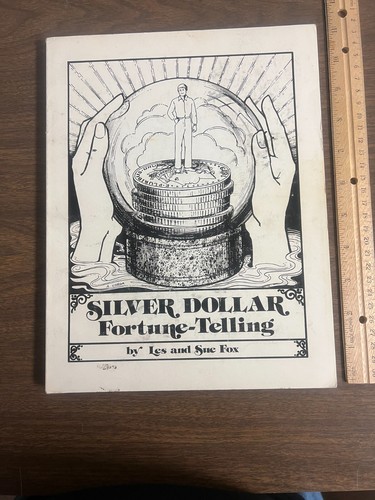 SILVER DOLLAR
Fortune-Telling
by Les and Sue Fox